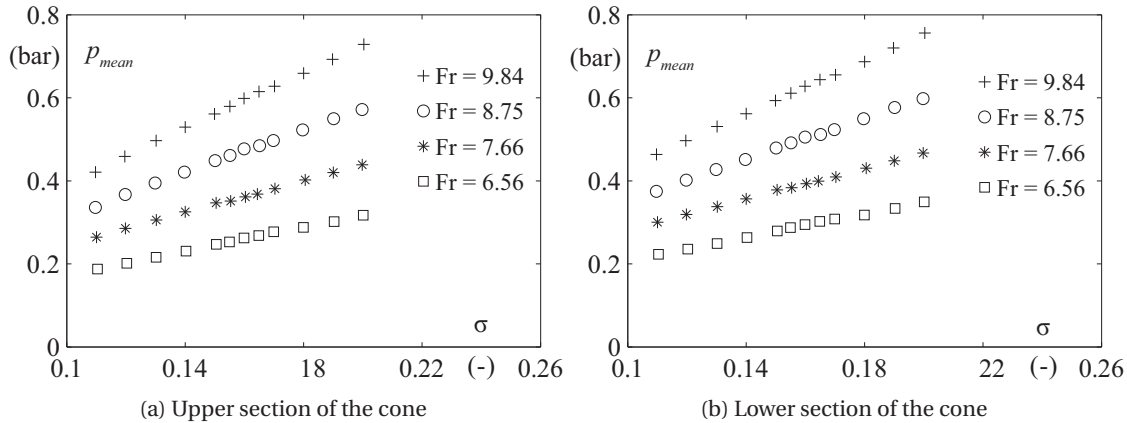 0.8
(bar)
p_mean
+ Fr = 9.84
○ Fr = 8.75
✳ Fr = 7.66
□ Fr = 6.56
0.6
0.4
0.2
0
σ
0.1 0.14 18 0.22 (-) 0.26
(a) Upper section of the cone
0.8
(bar)
p_mean
+ Fr = 9.84
○ Fr = 8.75
✳ Fr = 7.66
□ Fr = 6.56
0.6
0.4
0.2
0
σ
0.1 0.14 0.18 22 (-) 0.26
(b) Lower section of the cone